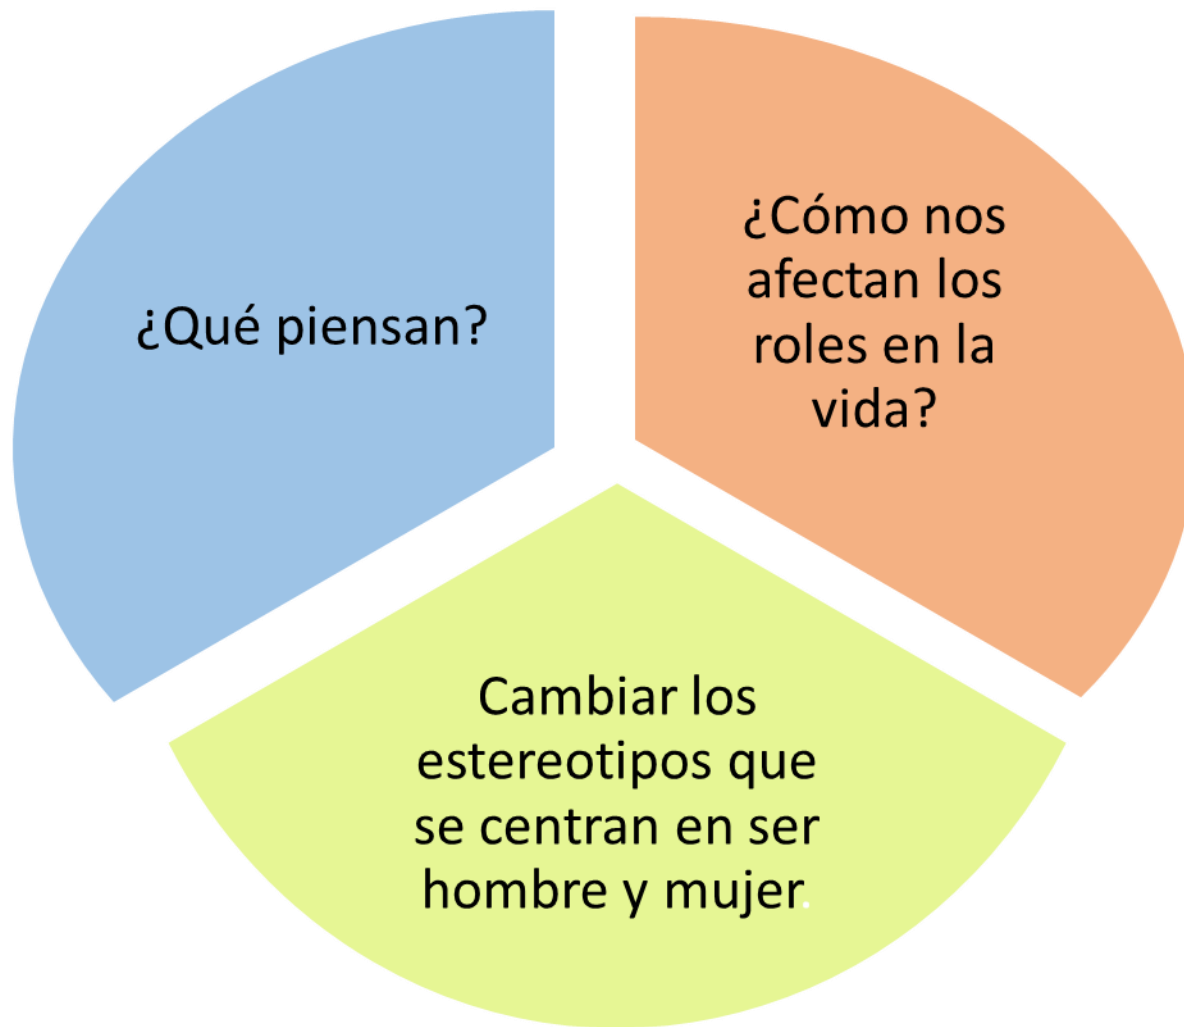 ¿Qué piensan?
¿Cómo nos
afectan los
roles en la
vida?
Cambiar los
estereotipos que
se centran en ser
hombre y mujer.